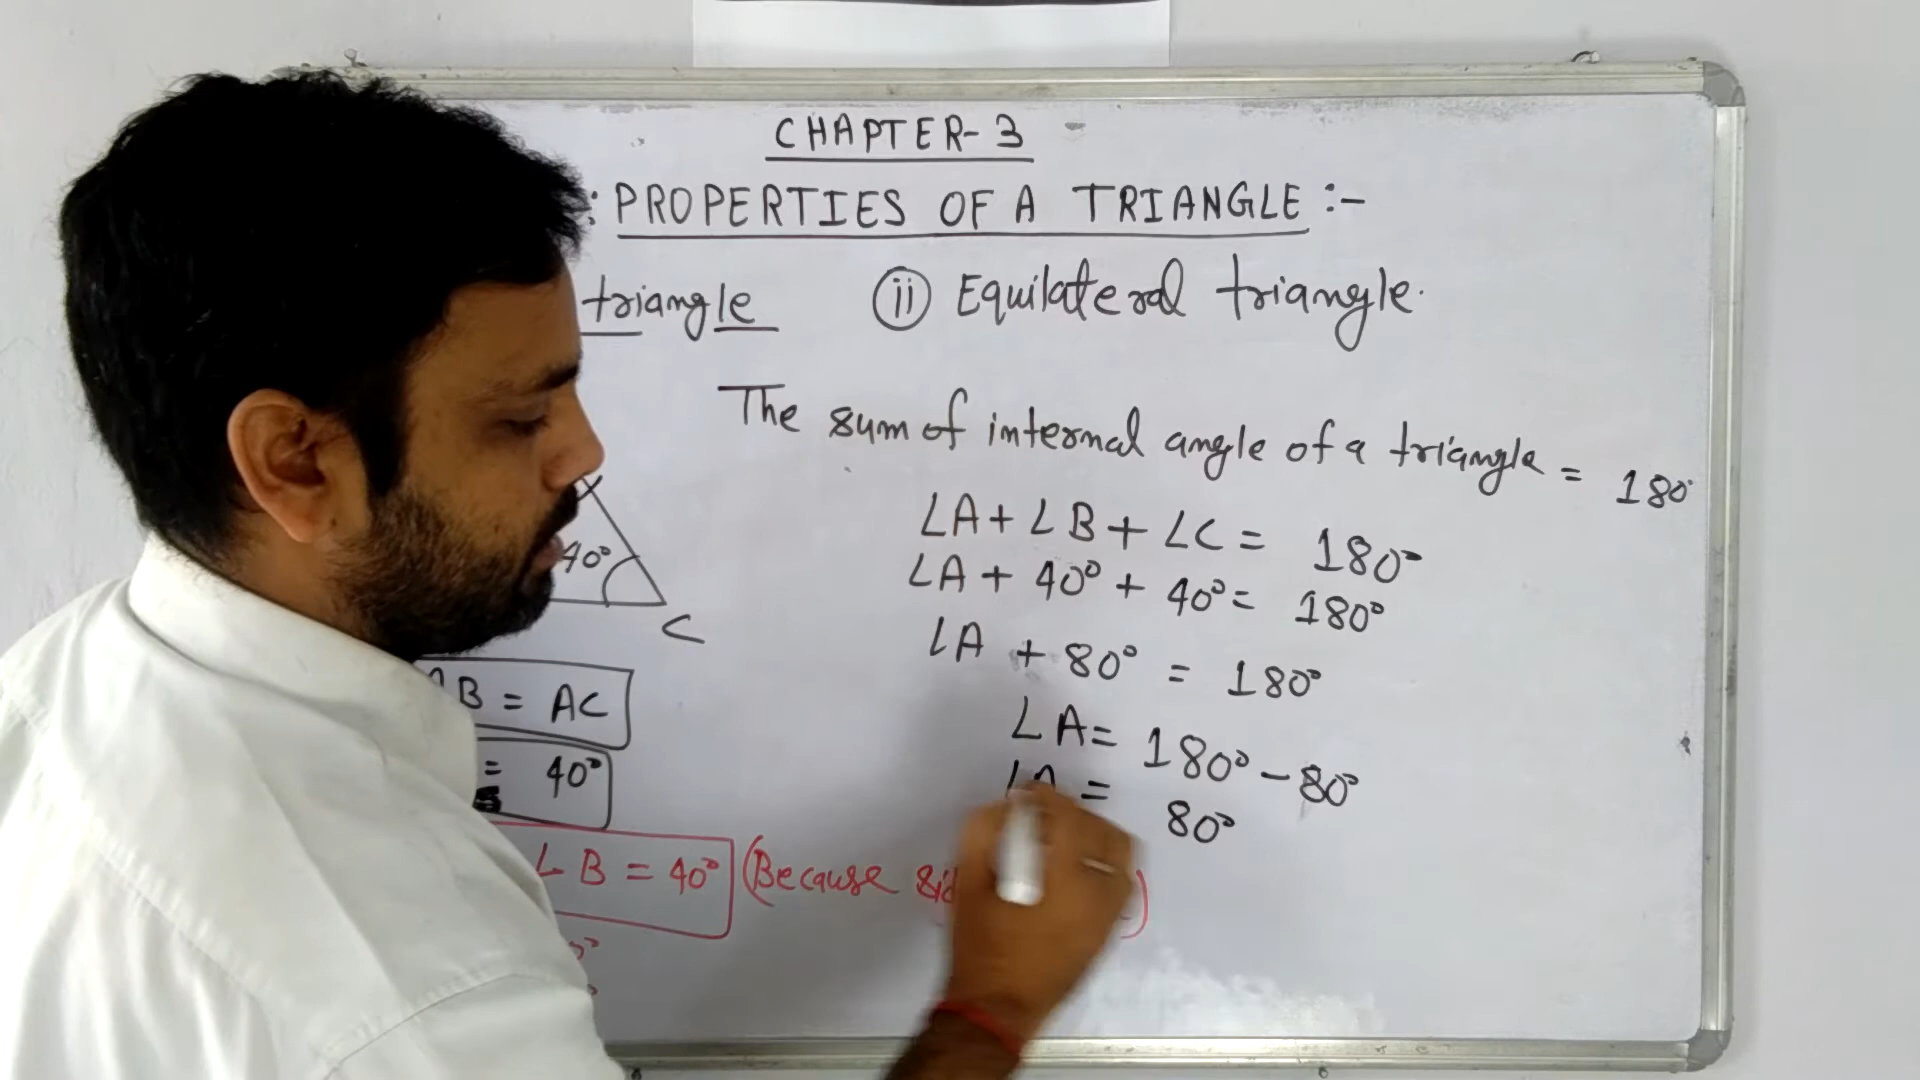 CHAPTER-3
: PROPERTIES OF A TRIANGLE :-
triangle (ii) Equilateral triangle.
The sum of internal angle of a triangle = 180°
∠A + ∠B + ∠C = 180°
∠A + 40° + 40° = 180°
∠A + 80° = 180°
∠A = 180° - 80°
∠A = 80°
40°
C
AB = AC
= 40°
∠B = 40° (Because